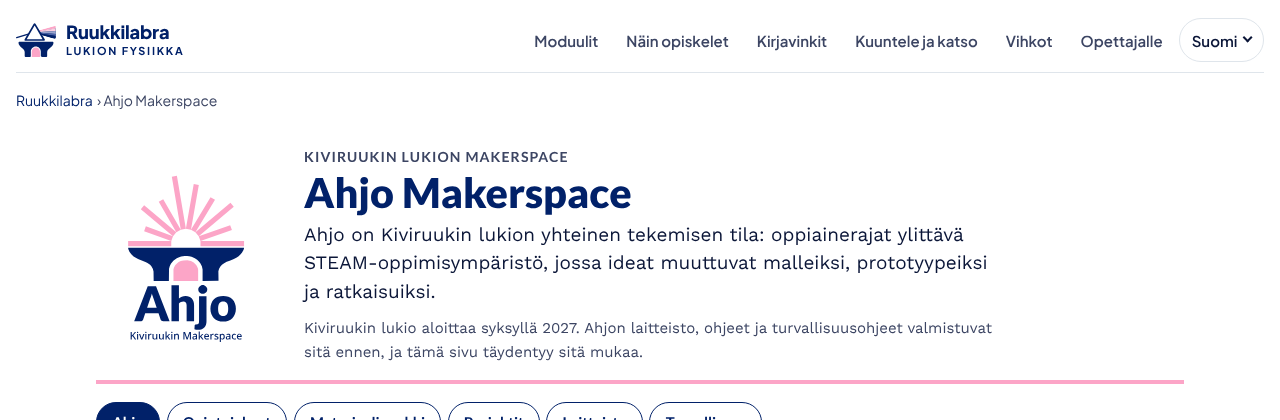 Ruukkilabra
LUKION FYSIIKKA
Moduulit Näin opiskelet Kirjavinkit Kuuntele ja katso Vihkot Opettajalle Suomi
Ruukkilabra › Ahjo Makerspace
KIVIRUUKIN LUKION MAKERSPACE
Ahjo Makerspace
Ahjo on Kiviruukin lukion yhteinen tekemisen tila: oppiainerajat ylittävä
STEAM-oppimisympäristö, jossa ideat muuttuvat malleiksi, prototyypeiksi
ja ratkaisuiksi.
Ahjo
Kiviruukin Makerspace
Kiviruukin lukio aloittaa syksyllä 2027. Ahjon laitteisto, ohjeet ja turvallisuusohjeet valmistuvat
sitä ennen, ja tämä sivu täydentyy sitä mukaa.